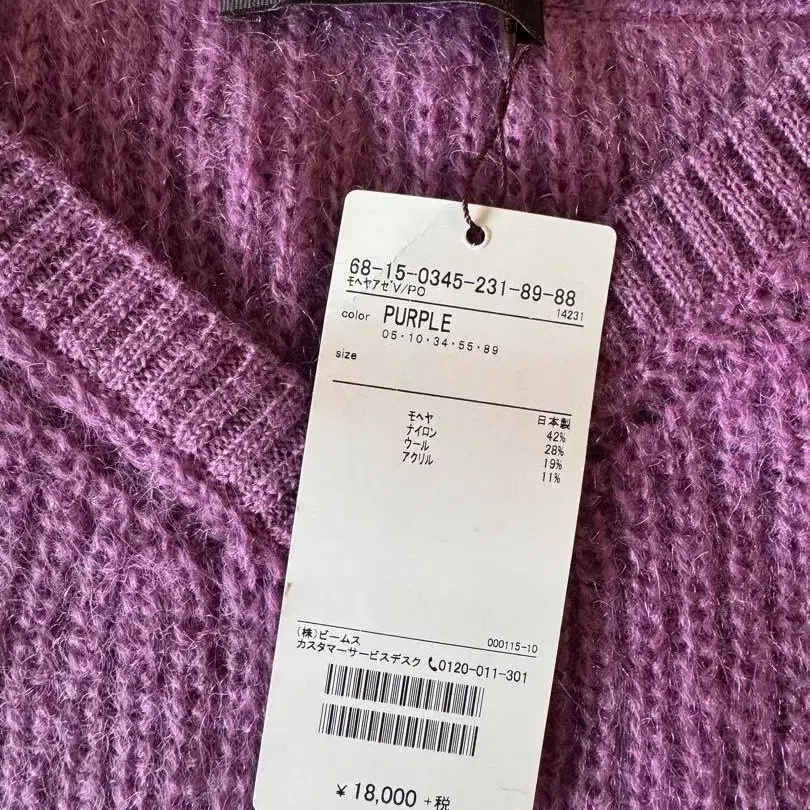 68-15-0345-231-89-88
モヘヤアゼV/PO
14231
color PURPLE
05・10・34・55・89
size
日本製
モヘヤ 42%
ナイロン 28%
ウール 19%
アクリル 11%
(株)ビームス 000115-10
カスタマーサービスデスク 0120-011-301
¥18,000 +税